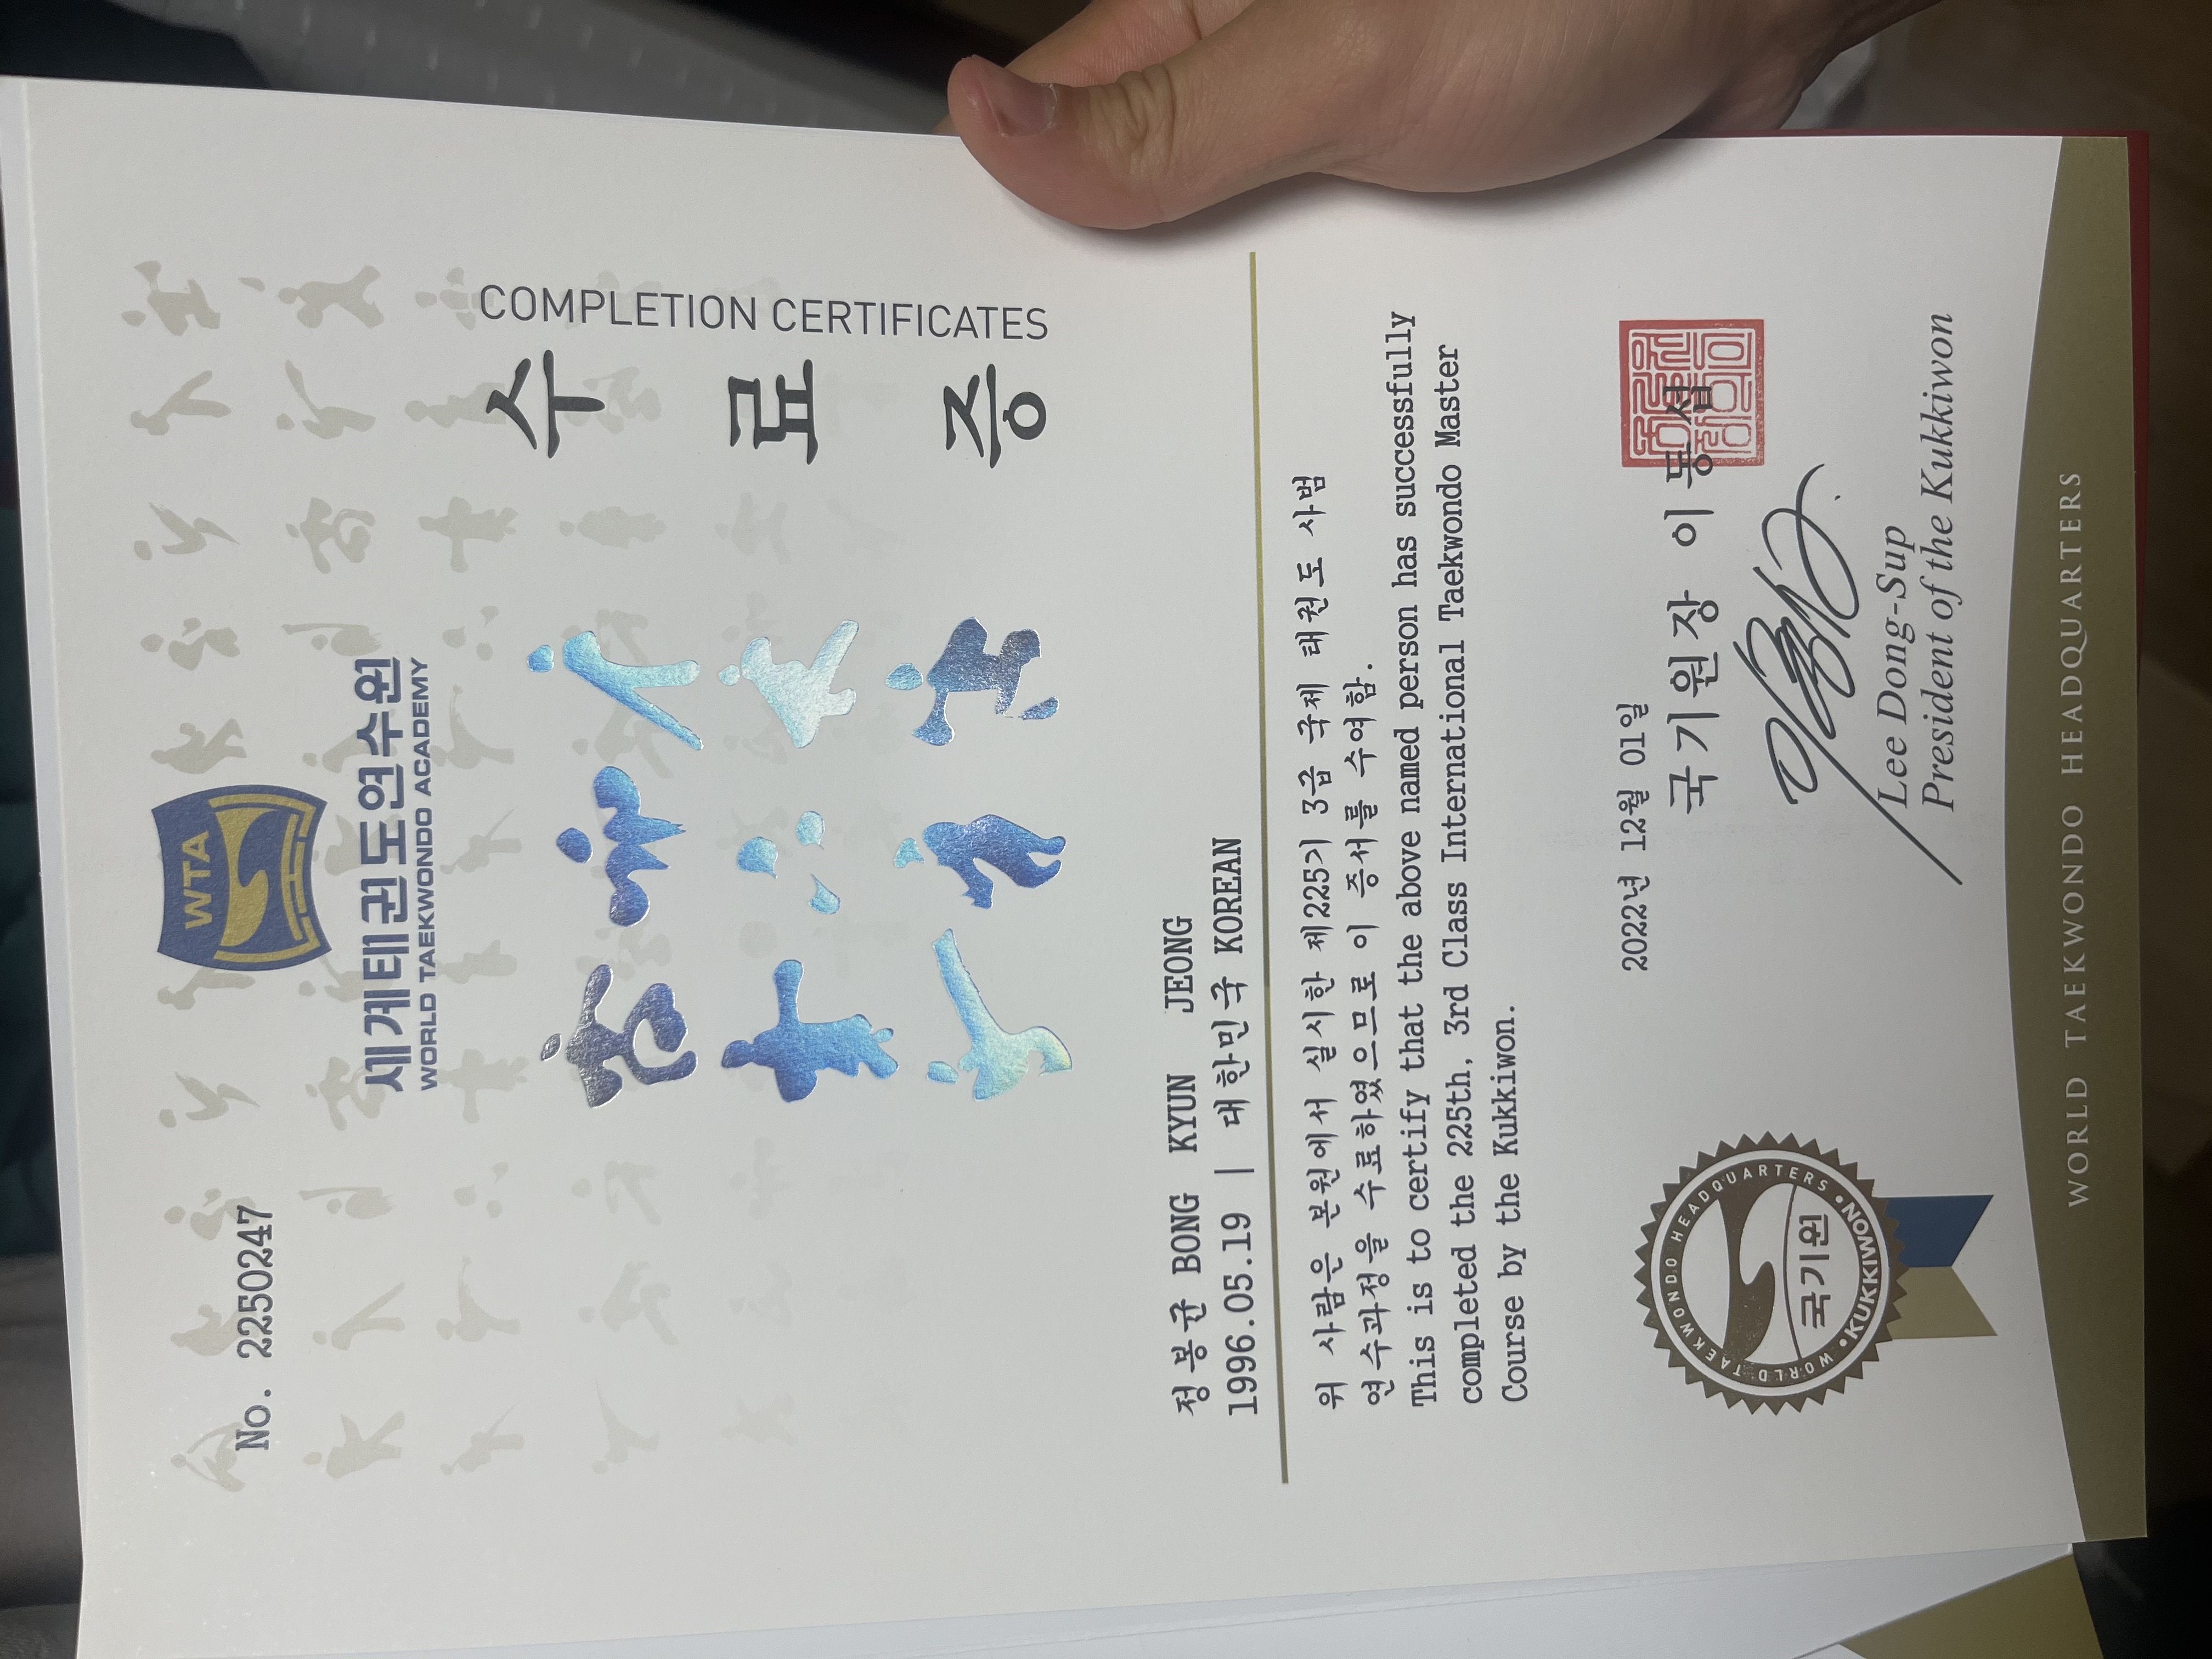 No. 2250247
WTA
세계태권도연수원
WORLD TAEKWONDO ACADEMY
수료증
COMPLETION CERTIFICATES
정봉균 BONG KYUN JEONG
1996.05.19 | 대한민국 KOREAN
위 사람은 본원에서 실시한 제225기 3급 국제 태권도 사범
연수과정을 수료하였으므로 이 증서를 수여함.
This is to certify that the above named person has successfully
completed the 225th, 3rd Class International Taekwondo Master
Course by the Kukkiwon.
2022년 12월 01일
국기원장 이동섭
Lee Dong-Sup
President of the Kukkiwon
WORLD TAEKWONDO HEADQUARTERS
국기원
•KUKKIWON•
WORLD TAEKWONDO HEADQUARTERS